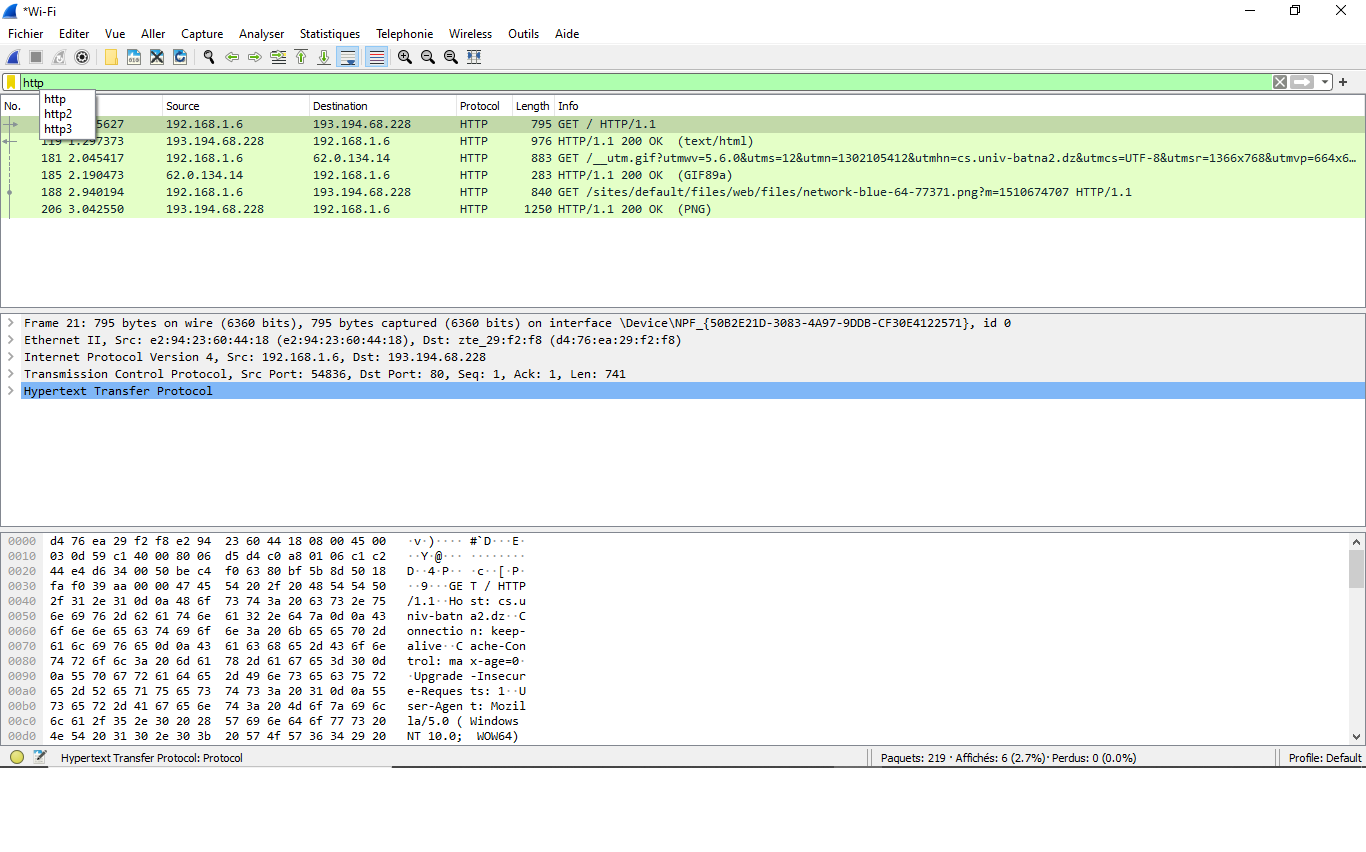 *Wi-Fi
Fichier Editer Vue Aller Capture Analyser Statistiques Telephonie Wireless Outils Aide
http
http
http2
http3
No. Source Destination Protocol Length Info
5627 192.168.1.6 193.194.68.228 HTTP 795 GET / HTTP/1.1
119 1.297373 193.194.68.228 192.168.1.6 HTTP 976 HTTP/1.1 200 OK (text/html)
181 2.045417 192.168.1.6 62.0.134.14 HTTP 883 GET /__utm.gif?utmwv=5.6.0&utms=12&utmn=1302105412&utmhn=cs.univ-batna2.dz&utmcs=UTF-8&utmsr=1366x768&utmvp=664x6…
185 2.190473 62.0.134.14 192.168.1.6 HTTP 283 HTTP/1.1 200 OK (GIF89a)
188 2.940194 192.168.1.6 193.194.68.228 HTTP 840 GET /sites/default/files/web/files/network-blue-64-77371.png?m=1510674707 HTTP/1.1
206 3.042550 193.194.68.228 192.168.1.6 HTTP 1250 HTTP/1.1 200 OK (PNG)
Frame 21: 795 bytes on wire (6360 bits), 795 bytes captured (6360 bits) on interface \Device\NPF_{50B2E21D-3083-4A97-9DDB-CF30E4122571}, id 0
Ethernet II, Src: e2:94:23:60:44:18 (e2:94:23:60:44:18), Dst: zte_29:f2:f8 (d4:76:ea:29:f2:f8)
Internet Protocol Version 4, Src: 192.168.1.6, Dst: 193.194.68.228
Transmission Control Protocol, Src Port: 54836, Dst Port: 80, Seq: 1, Ack: 1, Len: 741
Hypertext Transfer Protocol
0000 d4 76 ea 29 f2 f8 e2 94 23 60 44 18 08 00 45 00 ·v·)···· #`D···E·
0010 03 0d 59 c1 40 00 80 06 d5 d4 c0 a8 01 06 c1 c2 ··Y·@··· ········
0020 44 e4 d6 34 00 50 be c4 f0 63 80 bf 5b 8d 50 18 D··4·P·· ·c··[·P·
0030 fa f0 39 aa 00 00 47 45 54 20 2f 20 48 54 54 50 ··9···GE T / HTTP
0040 2f 31 2e 31 0d 0a 48 6f 73 74 3a 20 63 73 2e 75 /1.1··Ho st: cs.u
0050 6e 69 76 2d 62 61 74 6e 61 32 2e 64 7a 0d 0a 43 niv-batn a2.dz··C
0060 6f 6e 6e 65 63 74 69 6f 6e 3a 20 6b 65 65 70 2d onnectio n: keep-
0070 61 6c 69 76 65 0d 0a 43 61 63 68 65 2d 43 6f 6e alive··C ache-Con
0080 74 72 6f 6c 3a 20 6d 61 78 2d 61 67 65 3d 30 0d trol: ma x-age=0·
0090 0a 55 70 67 72 61 64 65 2d 49 6e 73 65 63 75 72 ·Upgrade -Insecur
00a0 65 2d 52 65 71 75 65 73 74 73 3a 20 31 0d 0a 55 e-Reques ts: 1··U
00b0 73 65 72 2d 41 67 65 6e 74 3a 20 4d 6f 7a 69 6c ser-Agen t: Mozil
00c0 6c 61 2f 35 2e 30 20 28 57 69 6e 64 6f 77 73 20 la/5.0 ( Windows
00d0 4e 54 20 31 30 2e 30 3b 20 57 4f 57 36 34 29 20 NT 10.0; WOW64)
Hypertext Transfer Protocol: Protocol Paquets: 219 · Affichés: 6 (2.7%) · Perdus: 0 (0.0%) Profile: Default